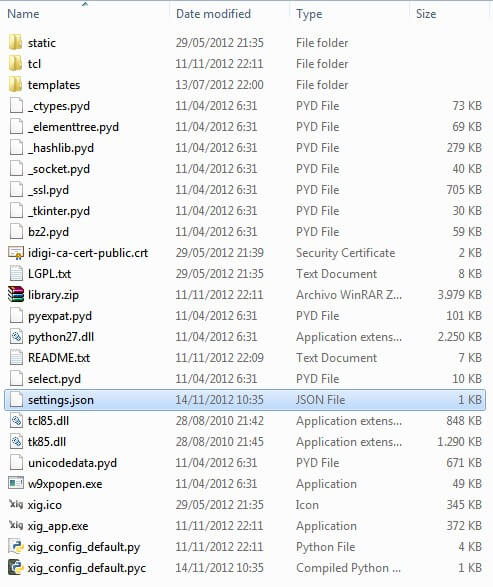 Name Date modified Type Size
static 29/05/2012 21:35 File folder
tcl 11/11/2012 22:11 File folder
templates 13/07/2012 22:00 File folder
_ctypes.pyd 11/04/2012 6:31 PYD File 73 KB
_elementtree.pyd 11/04/2012 6:31 PYD File 69 KB
_hashlib.pyd 11/04/2012 6:31 PYD File 279 KB
_socket.pyd 11/04/2012 6:31 PYD File 40 KB
_ssl.pyd 11/04/2012 6:31 PYD File 705 KB
_tkinter.pyd 11/04/2012 6:31 PYD File 30 KB
bz2.pyd 11/04/2012 6:31 PYD File 59 KB
idigi-ca-cert-public.crt 29/05/2012 21:39 Security Certificate 2 KB
LGPL.txt 29/05/2012 21:35 Text Document 8 KB
library.zip 11/11/2012 22:11 Archivo WinRAR Z... 3.979 KB
pyexpat.pyd 11/04/2012 6:31 PYD File 101 KB
python27.dll 11/04/2012 6:31 Application extens... 2.250 KB
README.txt 11/11/2012 22:09 Text Document 7 KB
select.pyd 11/04/2012 6:31 PYD File 10 KB
settings.json 14/11/2012 10:35 JSON File 1 KB
tcl85.dll 28/08/2010 21:42 Application extens... 848 KB
tk85.dll 28/08/2010 21:45 Application extens... 1.290 KB
unicodedata.pyd 11/04/2012 6:31 PYD File 671 KB
w9xpopen.exe 11/04/2012 6:31 Application 49 KB
xig xig.ico 29/05/2012 21:35 Icon 345 KB
xig xig_app.exe 11/11/2012 22:11 Application 372 KB
xig_config_default.py 11/11/2012 22:11 Python File 4 KB
xig_config_default.pyc 14/11/2012 10:35 Compiled Python ... 1 KB